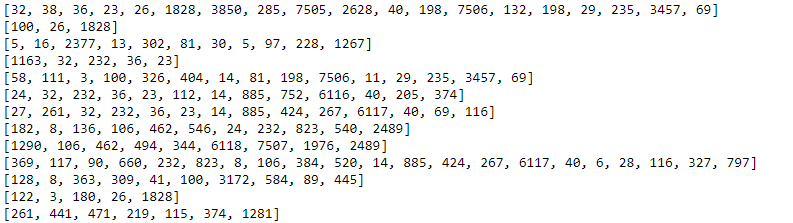 [32, 38, 36, 23, 26, 1828, 3850, 285, 7505, 2628, 40, 198, 7506, 132, 198, 29, 235, 3457, 69]
[100, 26, 1828]
[5, 16, 2377, 13, 302, 81, 30, 5, 97, 228, 1267]
[1163, 32, 232, 36, 23]
[58, 111, 3, 100, 326, 404, 14, 81, 198, 7506, 11, 29, 235, 3457, 69]
[24, 32, 232, 36, 23, 112, 14, 885, 752, 6116, 40, 205, 374]
[27, 261, 32, 232, 36, 23, 14, 885, 424, 267, 6117, 40, 69, 116]
[182, 8, 136, 106, 462, 546, 24, 232, 823, 540, 2489]
[1290, 106, 462, 494, 344, 6118, 7507, 1976, 2489]
[369, 117, 90, 660, 232, 823, 8, 106, 384, 520, 14, 885, 424, 267, 6117, 40, 6, 28, 116, 327, 797]
[128, 8, 363, 309, 41, 100, 3172, 584, 89, 445]
[122, 3, 180, 26, 1828]
[261, 441, 471, 219, 115, 374, 1281]